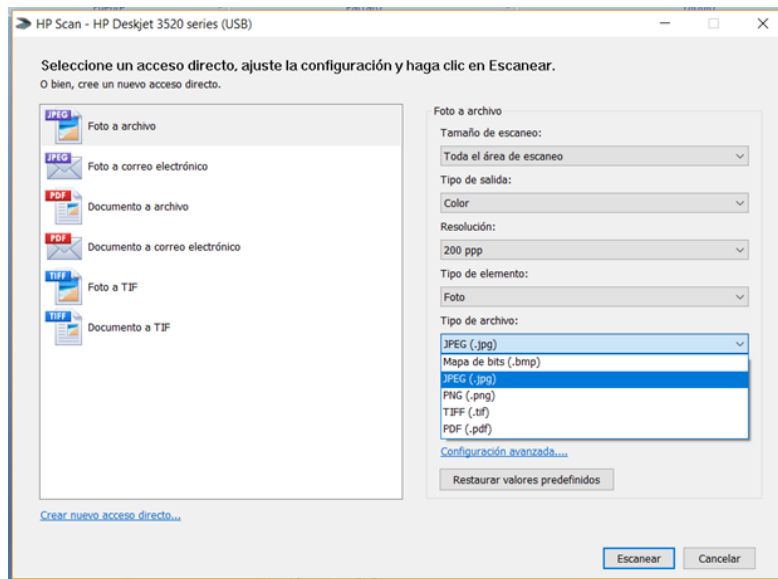 HP Scan - HP Deskjet 3520 series (USB)
Seleccione un acceso directo, ajuste la configuración y haga clic en Escanear.
O bien, cree un nuevo acceso directo.
JPEG
Foto a archivo
JPEG
Foto a correo electrónico
PDF
Documento a archivo
PDF
Documento a correo electrónico
TIFF
Foto a TIF
TIFF
Documento a TIF
Crear nuevo acceso directo...
Foto a archivo
Tamaño de escaneo:
Toda el área de escaneo
Tipo de salida:
Color
Resolución:
200 ppp
Tipo de elemento:
Foto
Tipo de archivo:
JPEG (.jpg)
Mapa de bits (.bmp)
JPEG (.jpg)
PNG (.png)
TIFF (.tif)
PDF (.pdf)
Configuración avanzada....
Restaurar valores predefinidos
Escanear
Cancelar